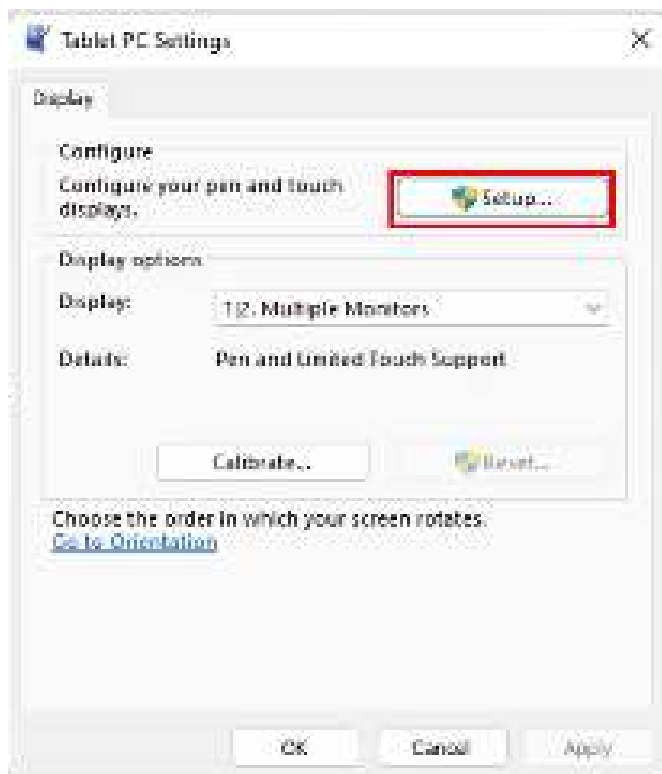 Tablet PC Settings
Display
Configure
Configure your pen and touch
displays.
Setup...
Display options
Display:
1|2. Multiple Monitors
Details:
Pen and Limited Touch Support
Calibrate...
Reset...
Choose the order in which your screen rotates.
Go to Orientation
OK
Cancel
Apply